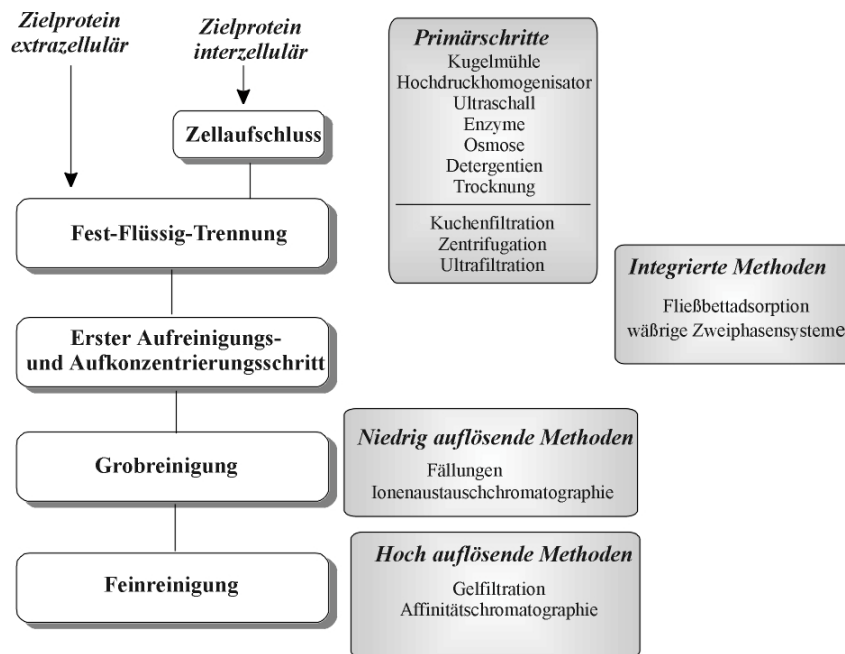 Zielprotein
extrazellulär
Zielprotein
interzellulär
Zellaufschluss
Fest-Flüssig-Trennung
Erster Aufreinigungs-
und Aufkonzentrierungsschritt
Grobreinigung
Feinreinigung
Primärschritte
Kugelmühle
Hochdruckhomogenisator
Ultraschall
Enzyme
Osmose
Detergentien
Trocknung
Kuchenfiltration
Zentrifugation
Ultrafiltration
Integrierte Methoden
Fließbettadsorption
wäßrige Zweiphasensysteme
Niedrig auflösende Methoden
Fällungen
Ionenaustauschchromatographie
Hoch auflösende Methoden
Gelfiltration
Affinitätschromatographie